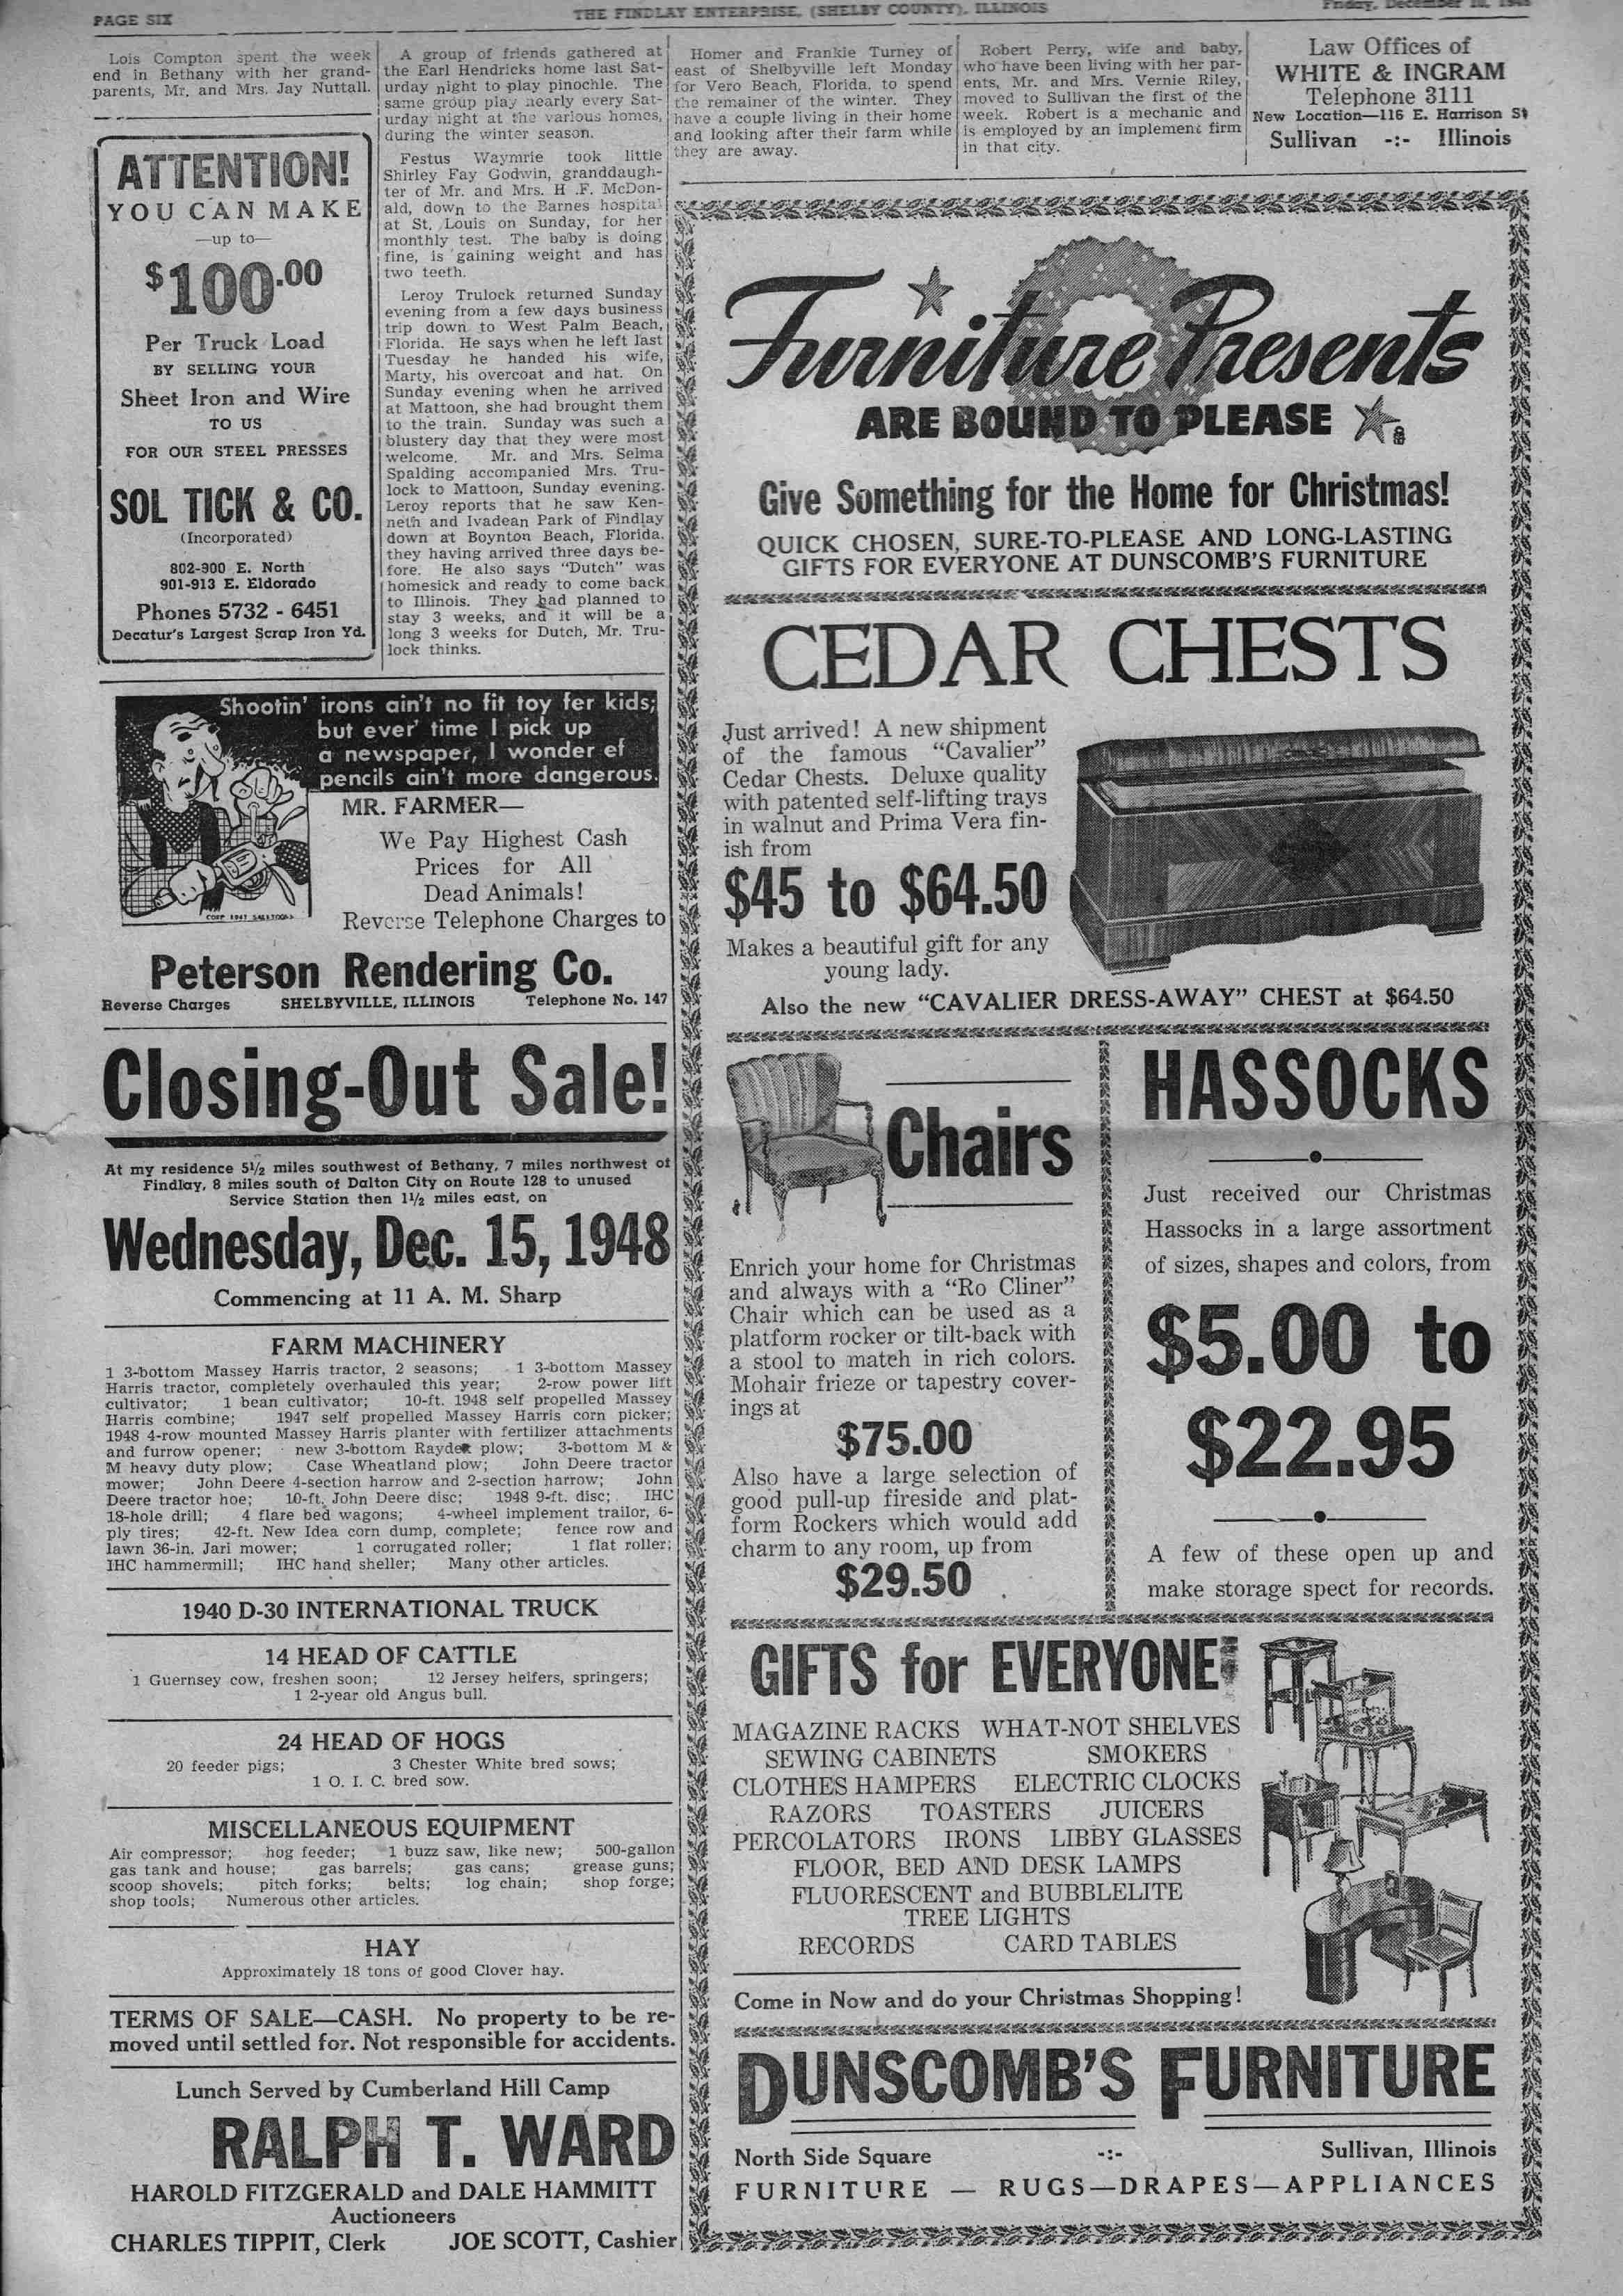 PAGE SIX
THE FINDLAY ENTERPRISE, (SHELBY COUNTY), ILLINOIS
Friday, December 10, 1948
Lois Compton spent the week
end in Bethany with her grand-
parents, Mr. and Mrs. Jay Nuttall.
ATTENTION!
YOU CAN MAKE
—up to—
$100.00
Per Truck Load
BY SELLING YOUR
Sheet Iron and Wire
TO US
FOR OUR STEEL PRESSES
SOL TICK & CO.
(Incorporated)
802-900 E. North
901-913 E. Eldorado
Phones 5732 - 6451
Decatur's Largest Scrap Iron Yd.
A group of friends gathered at
the Earl Hendricks home last Sat-
urday night to play pinochle. The
same group play nearly every Sat-
urday night at the various homes,
during the winter season.
Festus Waymrie took little
Shirley Fay Godwin, granddaugh-
ter of Mr. and Mrs. H .F. McDon-
ald, down to the Barnes hospital
at St. Louis on Sunday, for her
monthly test. The baby is doing
fine, is gaining weight and has
two teeth.
Leroy Trulock returned Sunday
evening from a few days business
trip down to West Palm Beach,
Florida. He says when he left last
Tuesday he handed his wife,
Marty, his overcoat and hat. On
Sunday evening when he arrived
at Mattoon, she had brought them
to the train. Sunday was such a
blustery day that they were most
welcome. Mr. and Mrs. Selma
Spalding accompanied Mrs. Tru-
lock to Mattoon, Sunday evening.
Leroy reports that he saw Ken-
neth and Ivadean Park of Findlay
down at Boynton Beach, Florida,
they having arrived three days be-
fore. He also says "Dutch" was
homesick and ready to come back
to Illinois. They had planned to
stay 3 weeks, and it will be a
long 3 weeks for Dutch, Mr. Tru-
lock thinks.
Homer and Frankie Turney of
east of Shelbyville left Monday
for Vero Beach, Florida, to spend
the remainer of the winter. They
have a couple living in their home
and looking after their farm while
they are away.
Robert Perry, wife and baby,
who have been living with her par-
ents, Mr. and Mrs. Vernie Riley,
moved to Sullivan the first of the
week. Robert is a mechanic and
is employed by an implement firm
in that city.
Law Offices of
WHITE & INGRAM
Telephone 3111
New Location—116 E. Harrison St
Sullivan -:- Illinois
Shootin' irons ain't no fit toy fer kids;
but ever' time I pick up
a newspaper, I wonder ef
pencils ain't more dangerous.
CORP 1947 SALSTOONS
MR. FARMER—
We Pay Highest Cash
Prices for All
Dead Animals!
Reverse Telephone Charges to
Peterson Rendering Co.
Reverse Charges SHELBYVILLE, ILLINOIS Telephone No. 147
Closing-Out Sale!
At my residence 5½ miles southwest of Bethany, 7 miles northwest of
Findlay, 8 miles south of Dalton City on Route 128 to unused
Service Station then 1½ miles east, on
Wednesday, Dec. 15, 1948
Commencing at 11 A. M. Sharp
FARM MACHINERY
1 3-bottom Massey Harris tractor, 2 seasons; 1 3-bottom Massey
Harris tractor, completely overhauled this year; 2-row power lift
cultivator; 1 bean cultivator; 10-ft. 1948 self propelled Massey
Harris combine; 1947 self propelled Massey Harris corn picker;
1948 4-row mounted Massey Harris planter with fertilizer attachments
and furrow opener; new 3-bottom Rayder plow; 3-bottom M &
M heavy duty plow; Case Wheatland plow; John Deere tractor
mower; John Deere 4-section harrow and 2-section harrow; John
Deere tractor hoe; 10-ft. John Deere disc; 1948 9-ft. disc; IHC
18-hole drill; 4 flare bed wagons; 4-wheel implement trailor, 6-
ply tires; 42-ft. New Idea corn dump, complete; fence row and
lawn 36-in. Jari mower; 1 corrugated roller; 1 flat roller;
IHC hammermill; IHC hand sheller; Many other articles.
1940 D-30 INTERNATIONAL TRUCK
14 HEAD OF CATTLE
1 Guernsey cow, freshen soon; 12 Jersey heifers, springers;
1 2-year old Angus bull.
24 HEAD OF HOGS
20 feeder pigs; 3 Chester White bred sows;
1 O. I. C. bred sow.
MISCELLANEOUS EQUIPMENT
Air compressor; hog feeder; 1 buzz saw, like new; 500-gallon
gas tank and house; gas barrels; gas cans; grease guns;
scoop shovels; pitch forks; belts; log chain; shop forge;
shop tools; Numerous other articles.
HAY
Approximately 18 tons of good Clover hay.
TERMS OF SALE—CASH. No property to be re-
moved until settled for. Not responsible for accidents.
Lunch Served by Cumberland Hill Camp
RALPH T. WARD
HAROLD FITZGERALD and DALE HAMMITT
Auctioneers
CHARLES TIPPIT, Clerk JOE SCOTT, Cashier
Furniture Presents
ARE BOUND TO PLEASE
Give Something for the Home for Christmas!
QUICK CHOSEN, SURE-TO-PLEASE AND LONG-LASTING
GIFTS FOR EVERYONE AT DUNSCOMB'S FURNITURE
CEDAR CHESTS
Just arrived! A new shipment
of the famous "Cavalier"
Cedar Chests. Deluxe quality
with patented self-lifting trays
in walnut and Prima Vera fin-
ish from
$45 to $64.50
Makes a beautiful gift for any
young lady.
Also the new "CAVALIER DRESS-AWAY" CHEST at $64.50
Chairs
Enrich your home for Christmas
and always with a "Ro Cliner"
Chair which can be used as a
platform rocker or tilt-back with
a stool to match in rich colors.
Mohair frieze or tapestry cover-
ings at
$75.00
Also have a large selection of
good pull-up fireside and plat-
form Rockers which would add
charm to any room, up from
$29.50
HASSOCKS
Just received our Christmas
Hassocks in a large assortment
of sizes, shapes and colors, from
$5.00 to
$22.95
A few of these open up and
make storage spect for records.
GIFTS for EVERYONE!
MAGAZINE RACKS WHAT-NOT SHELVES
SEWING CABINETS SMOKERS
CLOTHES HAMPERS ELECTRIC CLOCKS
RAZORS TOASTERS JUICERS
PERCOLATORS IRONS LIBBY GLASSES
FLOOR, BED AND DESK LAMPS
FLUORESCENT and BUBBLELITE
TREE LIGHTS
RECORDS CARD TABLES
Come in Now and do your Christmas Shopping!
DUNSCOMB'S FURNITURE
North Side Square -:- Sullivan, Illinois
FURNITURE — RUGS—DRAPES—APPLIANCES